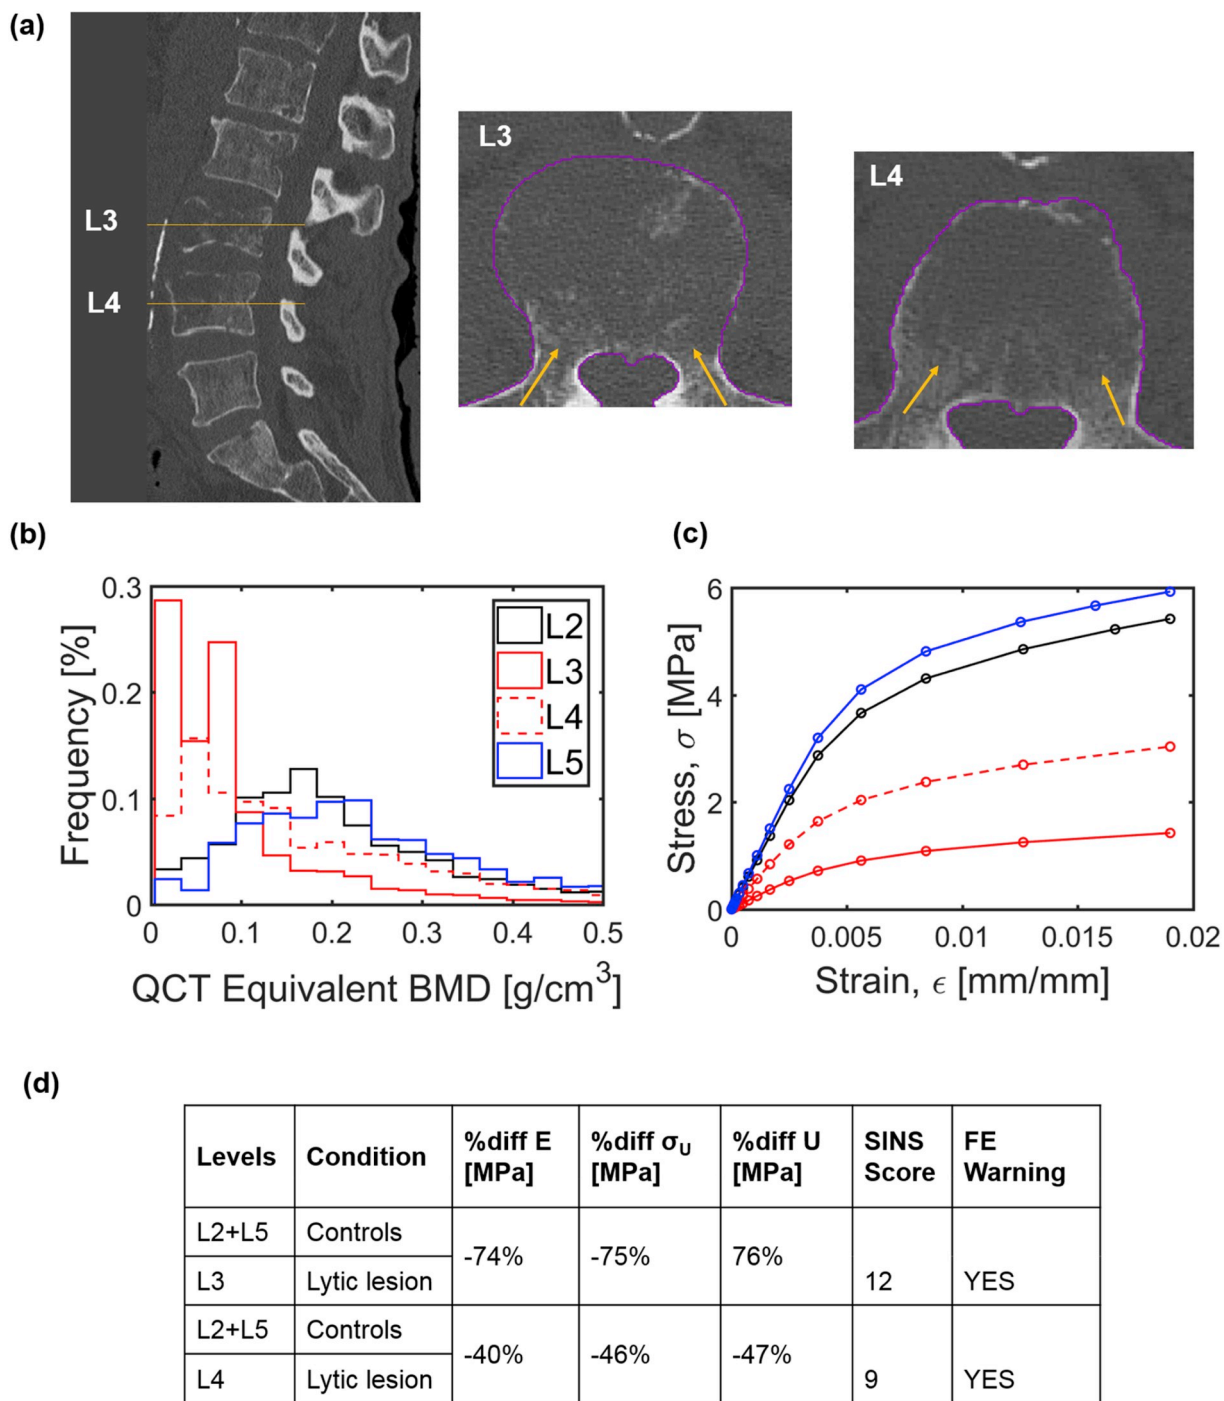 (a)
L3
L4
L3
L4
(b)
0.3
0.2
0.1
0
Frequency [%]
L2
L3
L4
L5
0 0.1 0.2 0.3 0.4 0.5
QCT Equivalent BMD [g/cm³]
(c)
6
4
2
0
Stress, σ [MPa]
0 0.005 0.01 0.015 0.02
Strain, ϵ [mm/mm]
(d)
Levels Condition %diff E [MPa] %diff σU [MPa] %diff U [MPa] SINS Score FE Warning
L2+L5 Controls
-74% -75% 76%
L3 Lytic lesion 12 YES
L2+L5 Controls
-40% -46% -47%
L4 Lytic lesion 9 YES